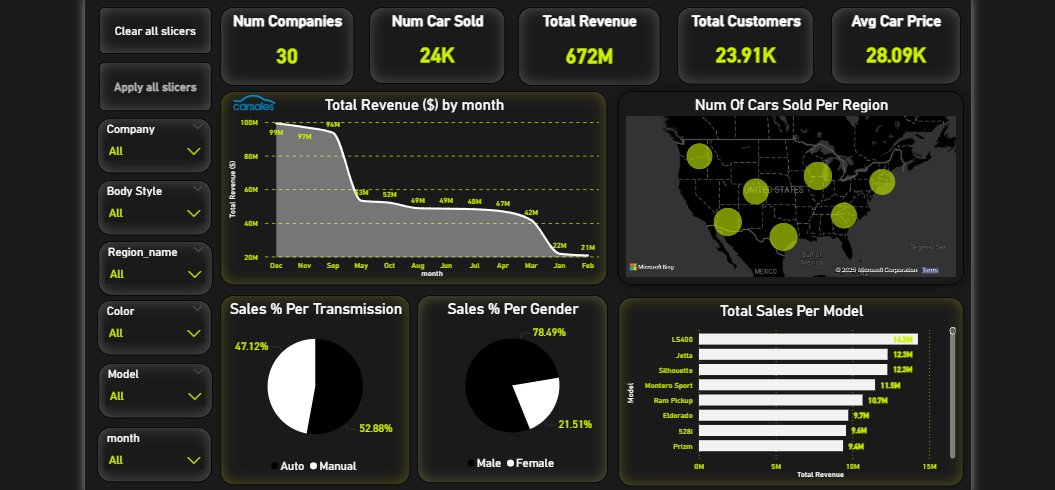 Clear all slicers
Apply all slicers
Company
All
Body Style
All
Region_name
All
Color
All
Model
All
month
All
Num Companies
30
Num Car Sold
24K
Total Revenue
672M
Total Customers
23.91K
Avg Car Price
28.09K
carsales
Total Revenue ($) by month
Total Revenue ($)
100M
80M
60M
40M
20M
99M
97M
94M
53M
52M
49M
49M
48M
47M
42M
22M
21M
Dec Nov Sep May Oct Aug Jun Jul Apr Mar Jan Feb
month
Num Of Cars Sold Per Region
UNITED STATES
MEXICO
Gulf of
Mexico
Sargasso Sea
Microsoft Bing
© 2025 Microsoft Corporation Terms
Sales % Per Transmission
47.12%
52.88%
Auto Manual
Sales % Per Gender
78.49%
21.51%
Male Female
Total Sales Per Model
Model
LS400 14.3M
Jetta 12.3M
Silhouette 12.3M
Montero Sport 11.5M
Ram Pickup 10.7M
Eldorado 9.7M
528i 9.6M
Prizm 9.4M
0M 5M 10M 15M
Total Revenue